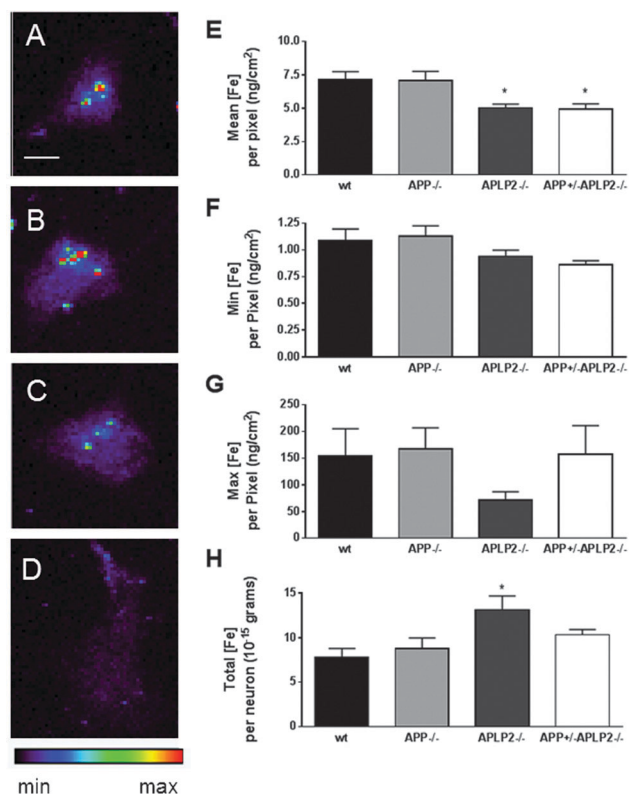 A
B
C
D
min max
E
Mean [Fe]
per pixel (ng/cm²)
10.0
7.5
5.0
2.5
0.0
* *
wt APP-/- APLP2-/- APP+/-APLP2-/-
F
Min [Fe]
per Pixel (ng/cm²)
1.25
1.00
0.75
0.50
0.25
0.00
wt APP-/- APLP2-/- APP+/-APLP2-/-
G
Max [Fe]
per Pixel (ng/cm²)
250
200
150
100
50
0
wt APP-/- APLP2-/- APP+/-APLP2-/-
H
Total [Fe]
per neuron (10⁻¹⁵ grams)
15
10
5
0
*
wt APP-/- APLP2-/- APP+/-APLP2-/-